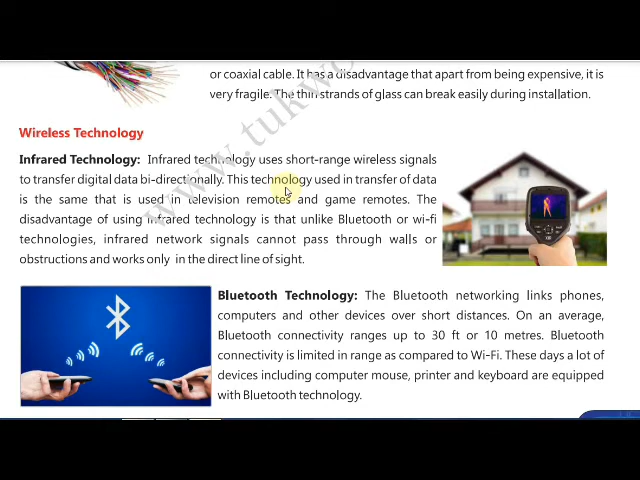 or coaxial cable. It has a disadvantage that apart from being expensive, it is
very fragile. The thin strands of glass can break easily during installation.
Wireless Technology
Infrared Technology: Infrared technology uses short-range wireless signals
to transfer digital data bi-directionally. This technology used in transfer of data
is the same that is used in television remotes and game remotes. The
disadvantage of using infrared technology is that unlike Bluetooth or wi-fi
technologies, infrared network signals cannot pass through walls or
obstructions and works only in the direct line of sight.
Bluetooth Technology: The Bluetooth networking links phones,
computers and other devices over short distances. On an average,
Bluetooth connectivity ranges up to 30 ft or 10 metres. Bluetooth
connectivity is limited in range as compared to Wi-Fi. These days a lot of
devices including computer mouse, printer and keyboard are equipped
with Bluetooth technology.